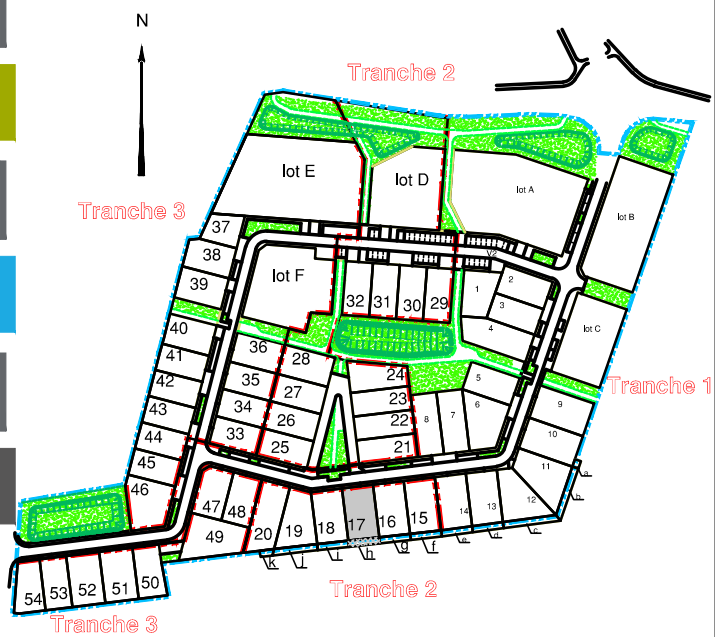 N
Tranche 2
lot E
lot D
lot A
Tranche 3
lot B
37
38
V2
39
lot F
2
32 31 30 29
1
3
40
4
lot C
41
36
28
24
5
Tranche 1
42
35
27
23
6
9
43
34
26
22
8
7
10
44
33
25
21
11
45
46
47
48
20
19
18
17
16
15
14
13
12
a
b
49
k
j
i
h
g
f
e
d
c
54 53 52 51 50
Tranche 2
Tranche 3